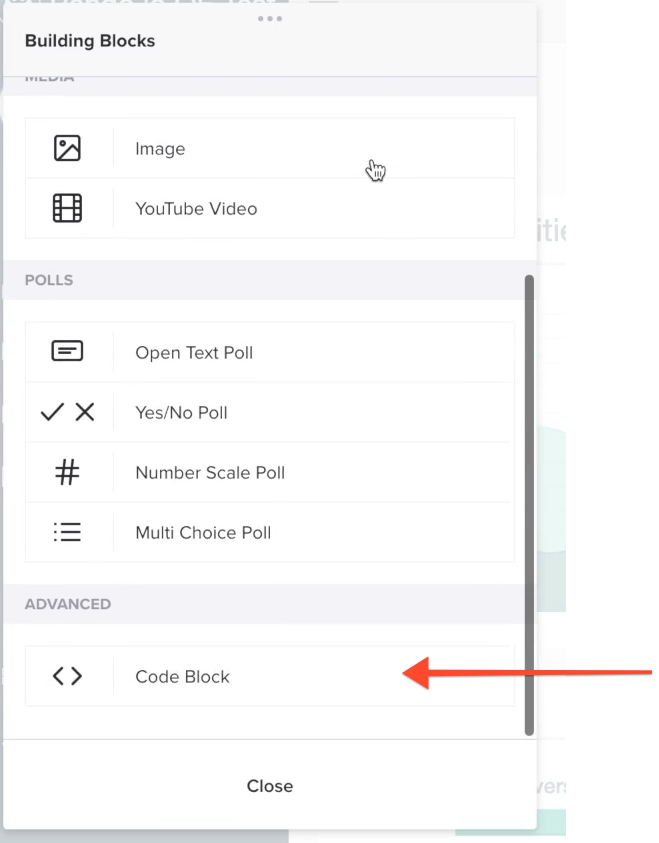 Building Blocks
MEDIA
Image
YouTube Video
POLLS
Open Text Poll
Yes/No Poll
Number Scale Poll
Multi Choice Poll
ADVANCED
Code Block
Close